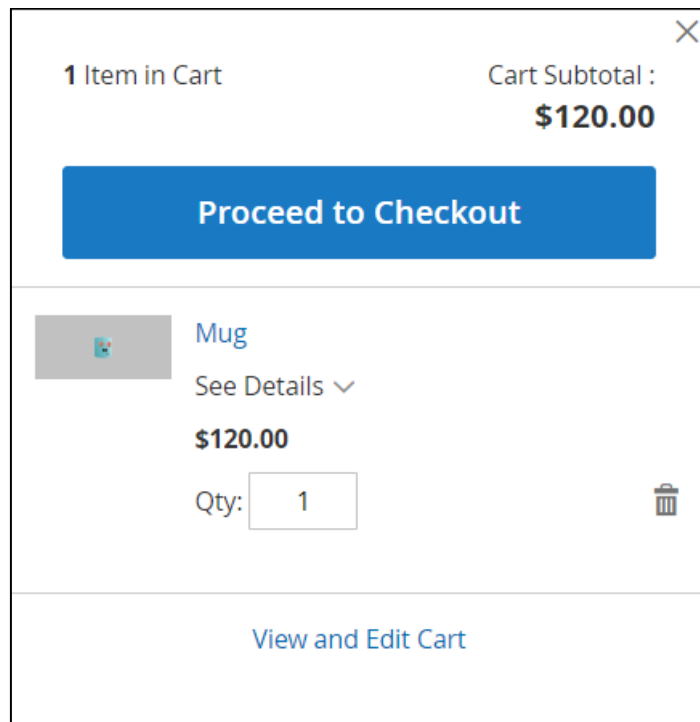 1 Item in Cart
Cart Subtotal :
$120.00
Proceed to Checkout
Mug
See Details
$120.00
Qty: 1
View and Edit Cart